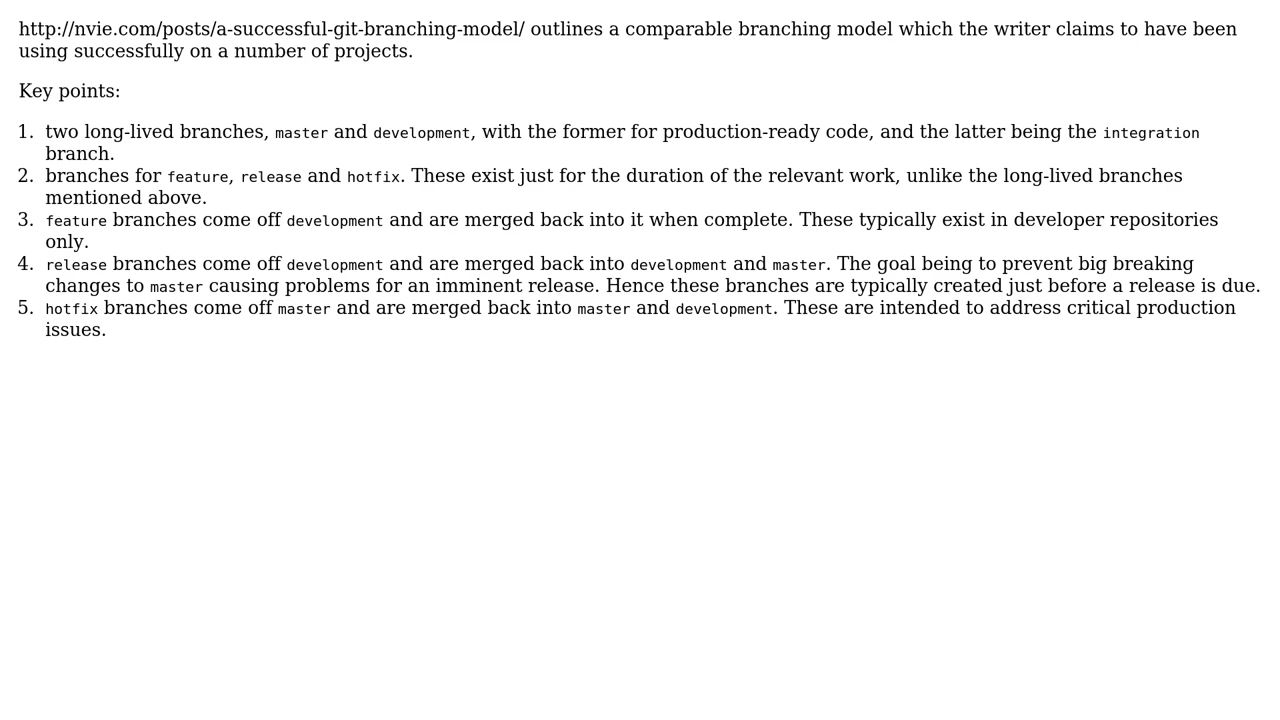 http://nvie.com/posts/a-successful-git-branching-model/ outlines a comparable branching model which the writer claims to have been
using successfully on a number of projects.
Key points:
1. two long-lived branches, master and development, with the former for production-ready code, and the latter being the integration
branch.
2. branches for feature, release and hotfix. These exist just for the duration of the relevant work, unlike the long-lived branches
mentioned above.
3. feature branches come off development and are merged back into it when complete. These typically exist in developer repositories
only.
4. release branches come off development and are merged back into development and master. The goal being to prevent big breaking
changes to master causing problems for an imminent release. Hence these branches are typically created just before a release is due.
5. hotfix branches come off master and are merged back into master and development. These are intended to address critical production
issues.